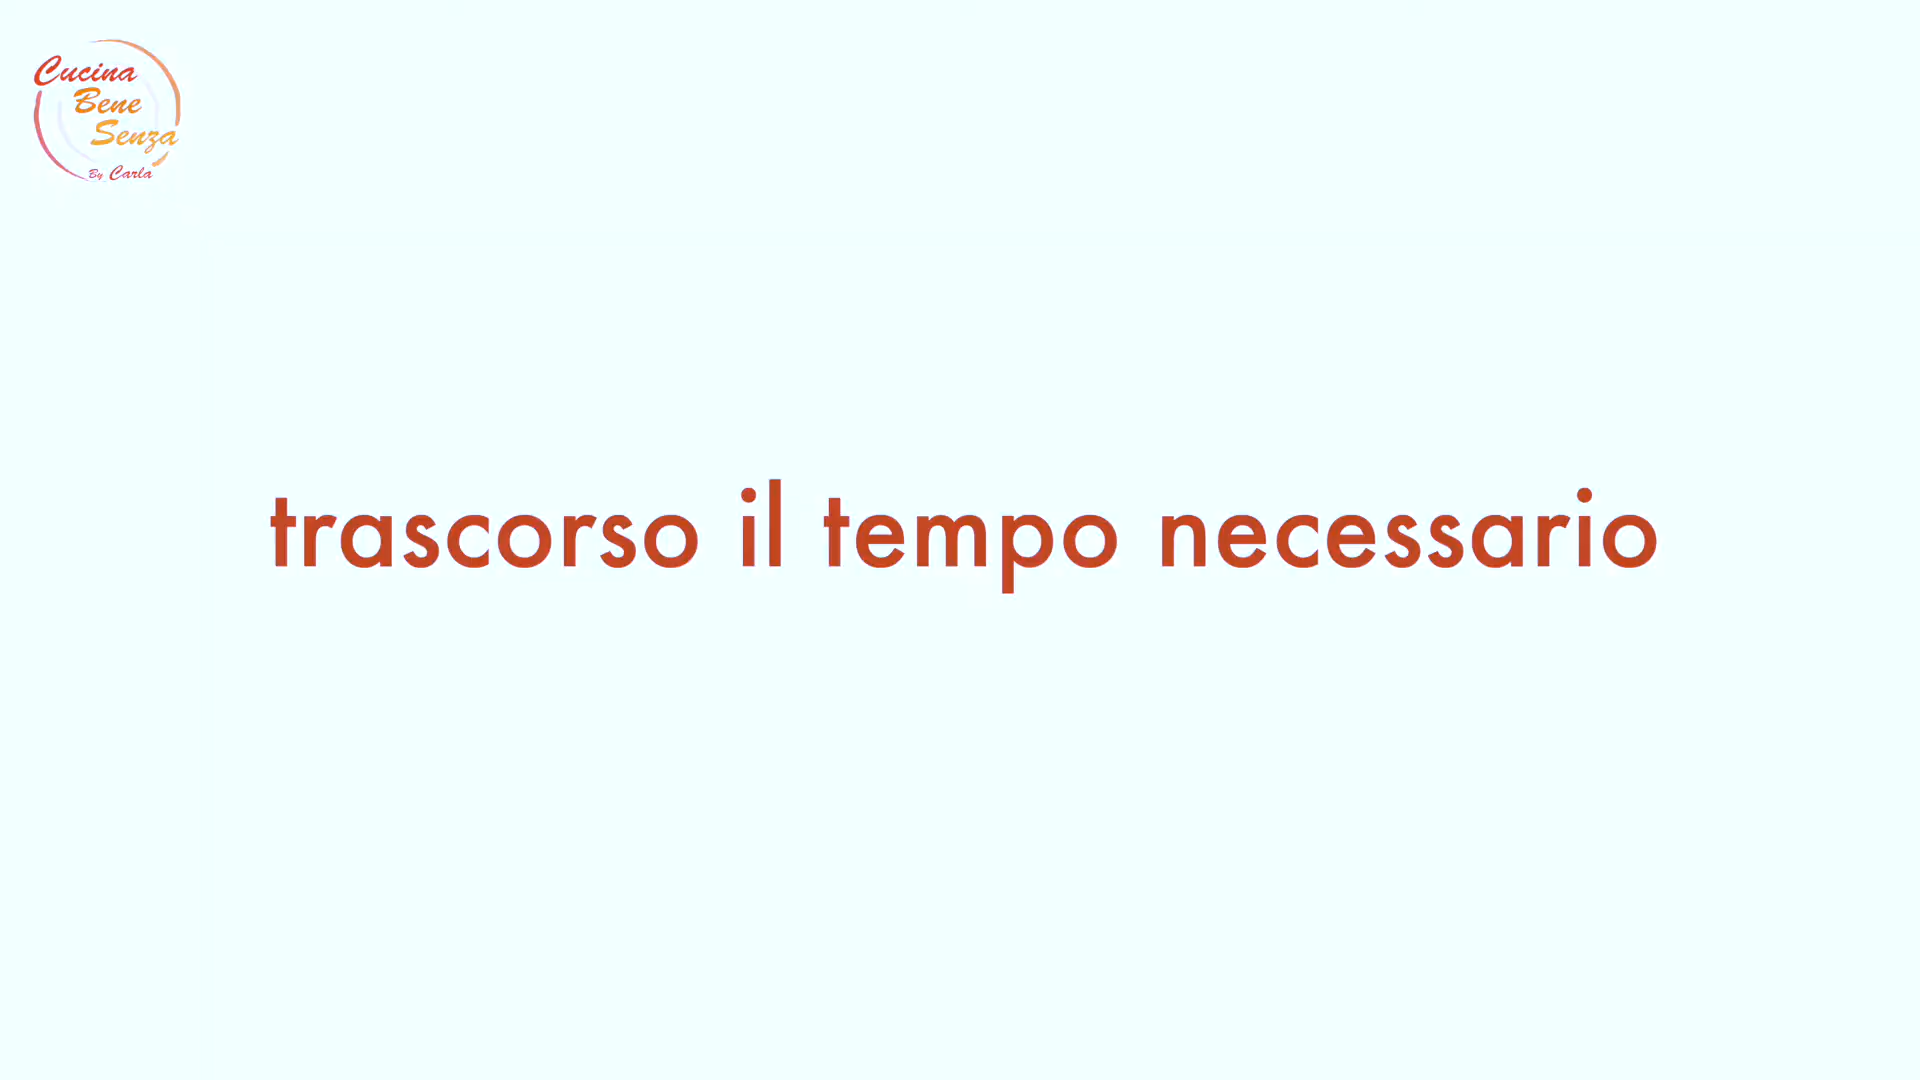 Cucina
Bene
Senza
By Carla
trascorso il tempo necessario